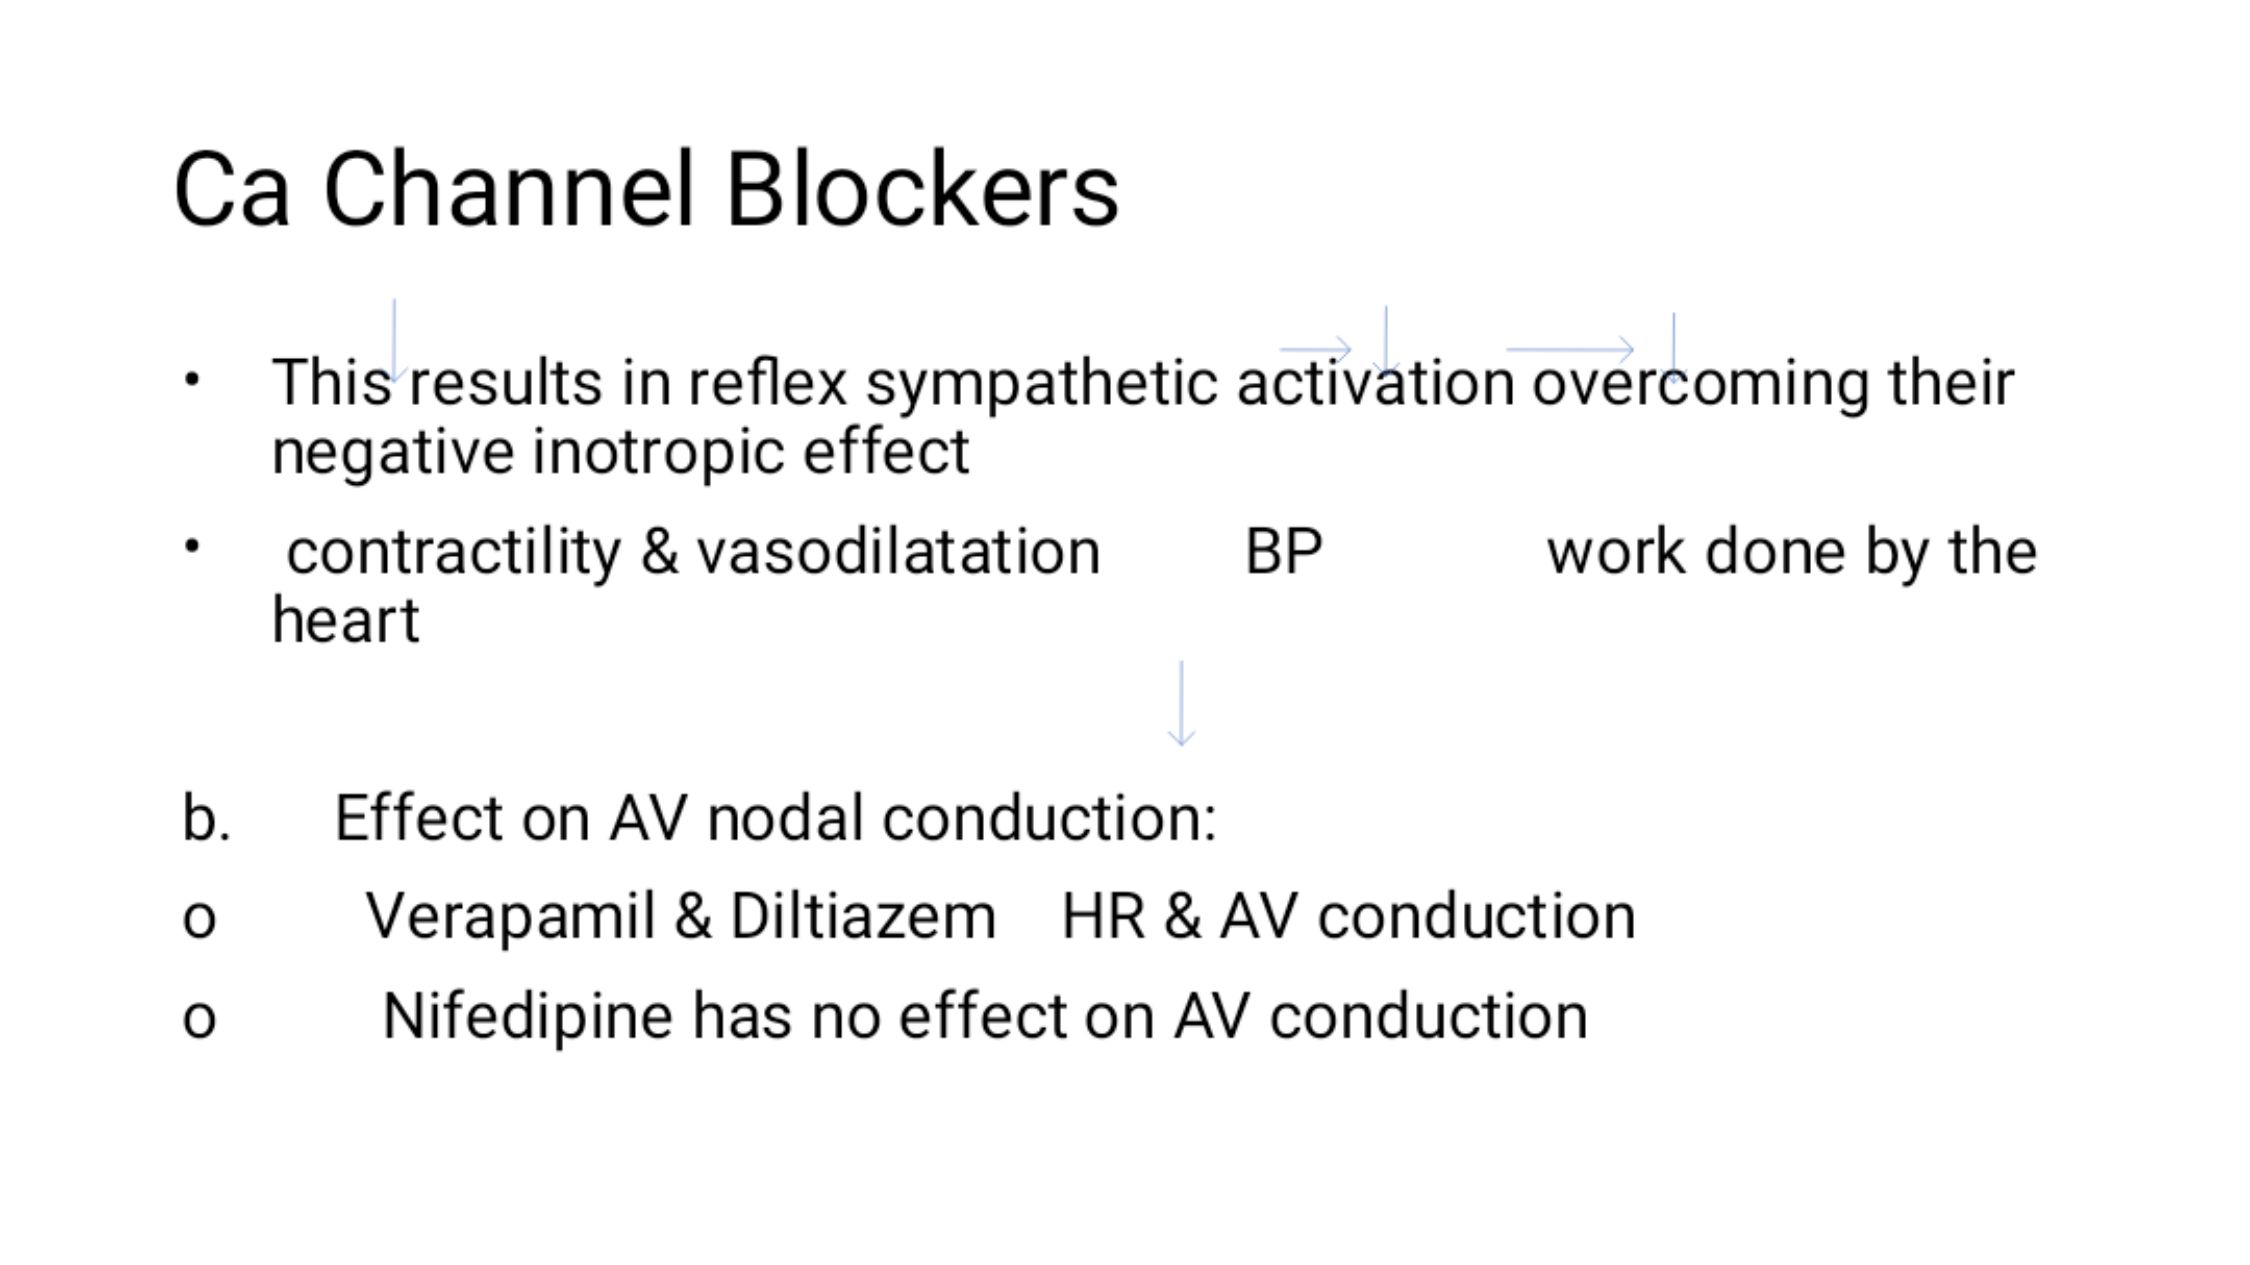 Ca Channel Blockers
• This results in reflex sympathetic activation overcoming their
negative inotropic effect
• contractility & vasodilatation BP work done by the
heart
b. Effect on AV nodal conduction:
o Verapamil & Diltiazem HR & AV conduction
o Nifedipine has no effect on AV conduction